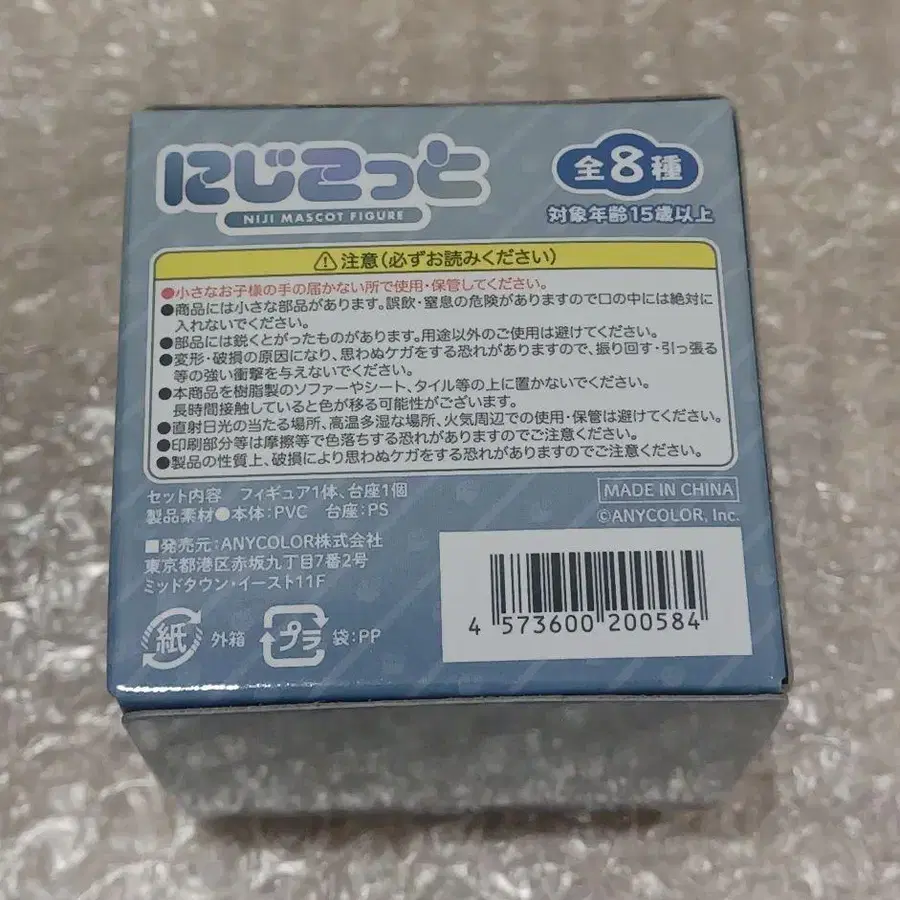 にじこっと
NIJI MASCOT FIGURE
全8種
対象年齢15歳以上
⚠注意(必ずお読みください)
●小さなお子様の手の届かない所で使用・保管してください。
●商品には小さな部品があります。誤飲・窒息の危険がありますので口の中には絶対に
入れないでください。
●部品には鋭くとがったものがあります。用途以外のご使用は避けてください。
●変形・破損の原因になり、思わぬケガをする恐れがありますので、振り回す・引っ張る
等の強い衝撃を与えないでください。
●本商品を樹脂製のソファーやシート、タイル等の上に置かないでください。
長時間接触していると色が移る可能性がございます。
●直射日光の当たる場所、高温多湿な場所、火気周辺での使用・保管は避けてください。
●印刷部分等は摩擦等で色落ちする恐れがありますのでご注意ください。
●製品の性質上、破損により思わぬケガをする恐れがありますのでご注意ください。
セット内容 フィギュア1体、台座1個
製品素材●本体:PVC 台座:PS
MADE IN CHINA
©ANYCOLOR, Inc.
■発売元:ANYCOLOR株式会社
東京都港区赤坂九丁目7番2号
ミッドタウン・イースト11F
紙 外箱 プラ 袋:PP
4 573600 200584